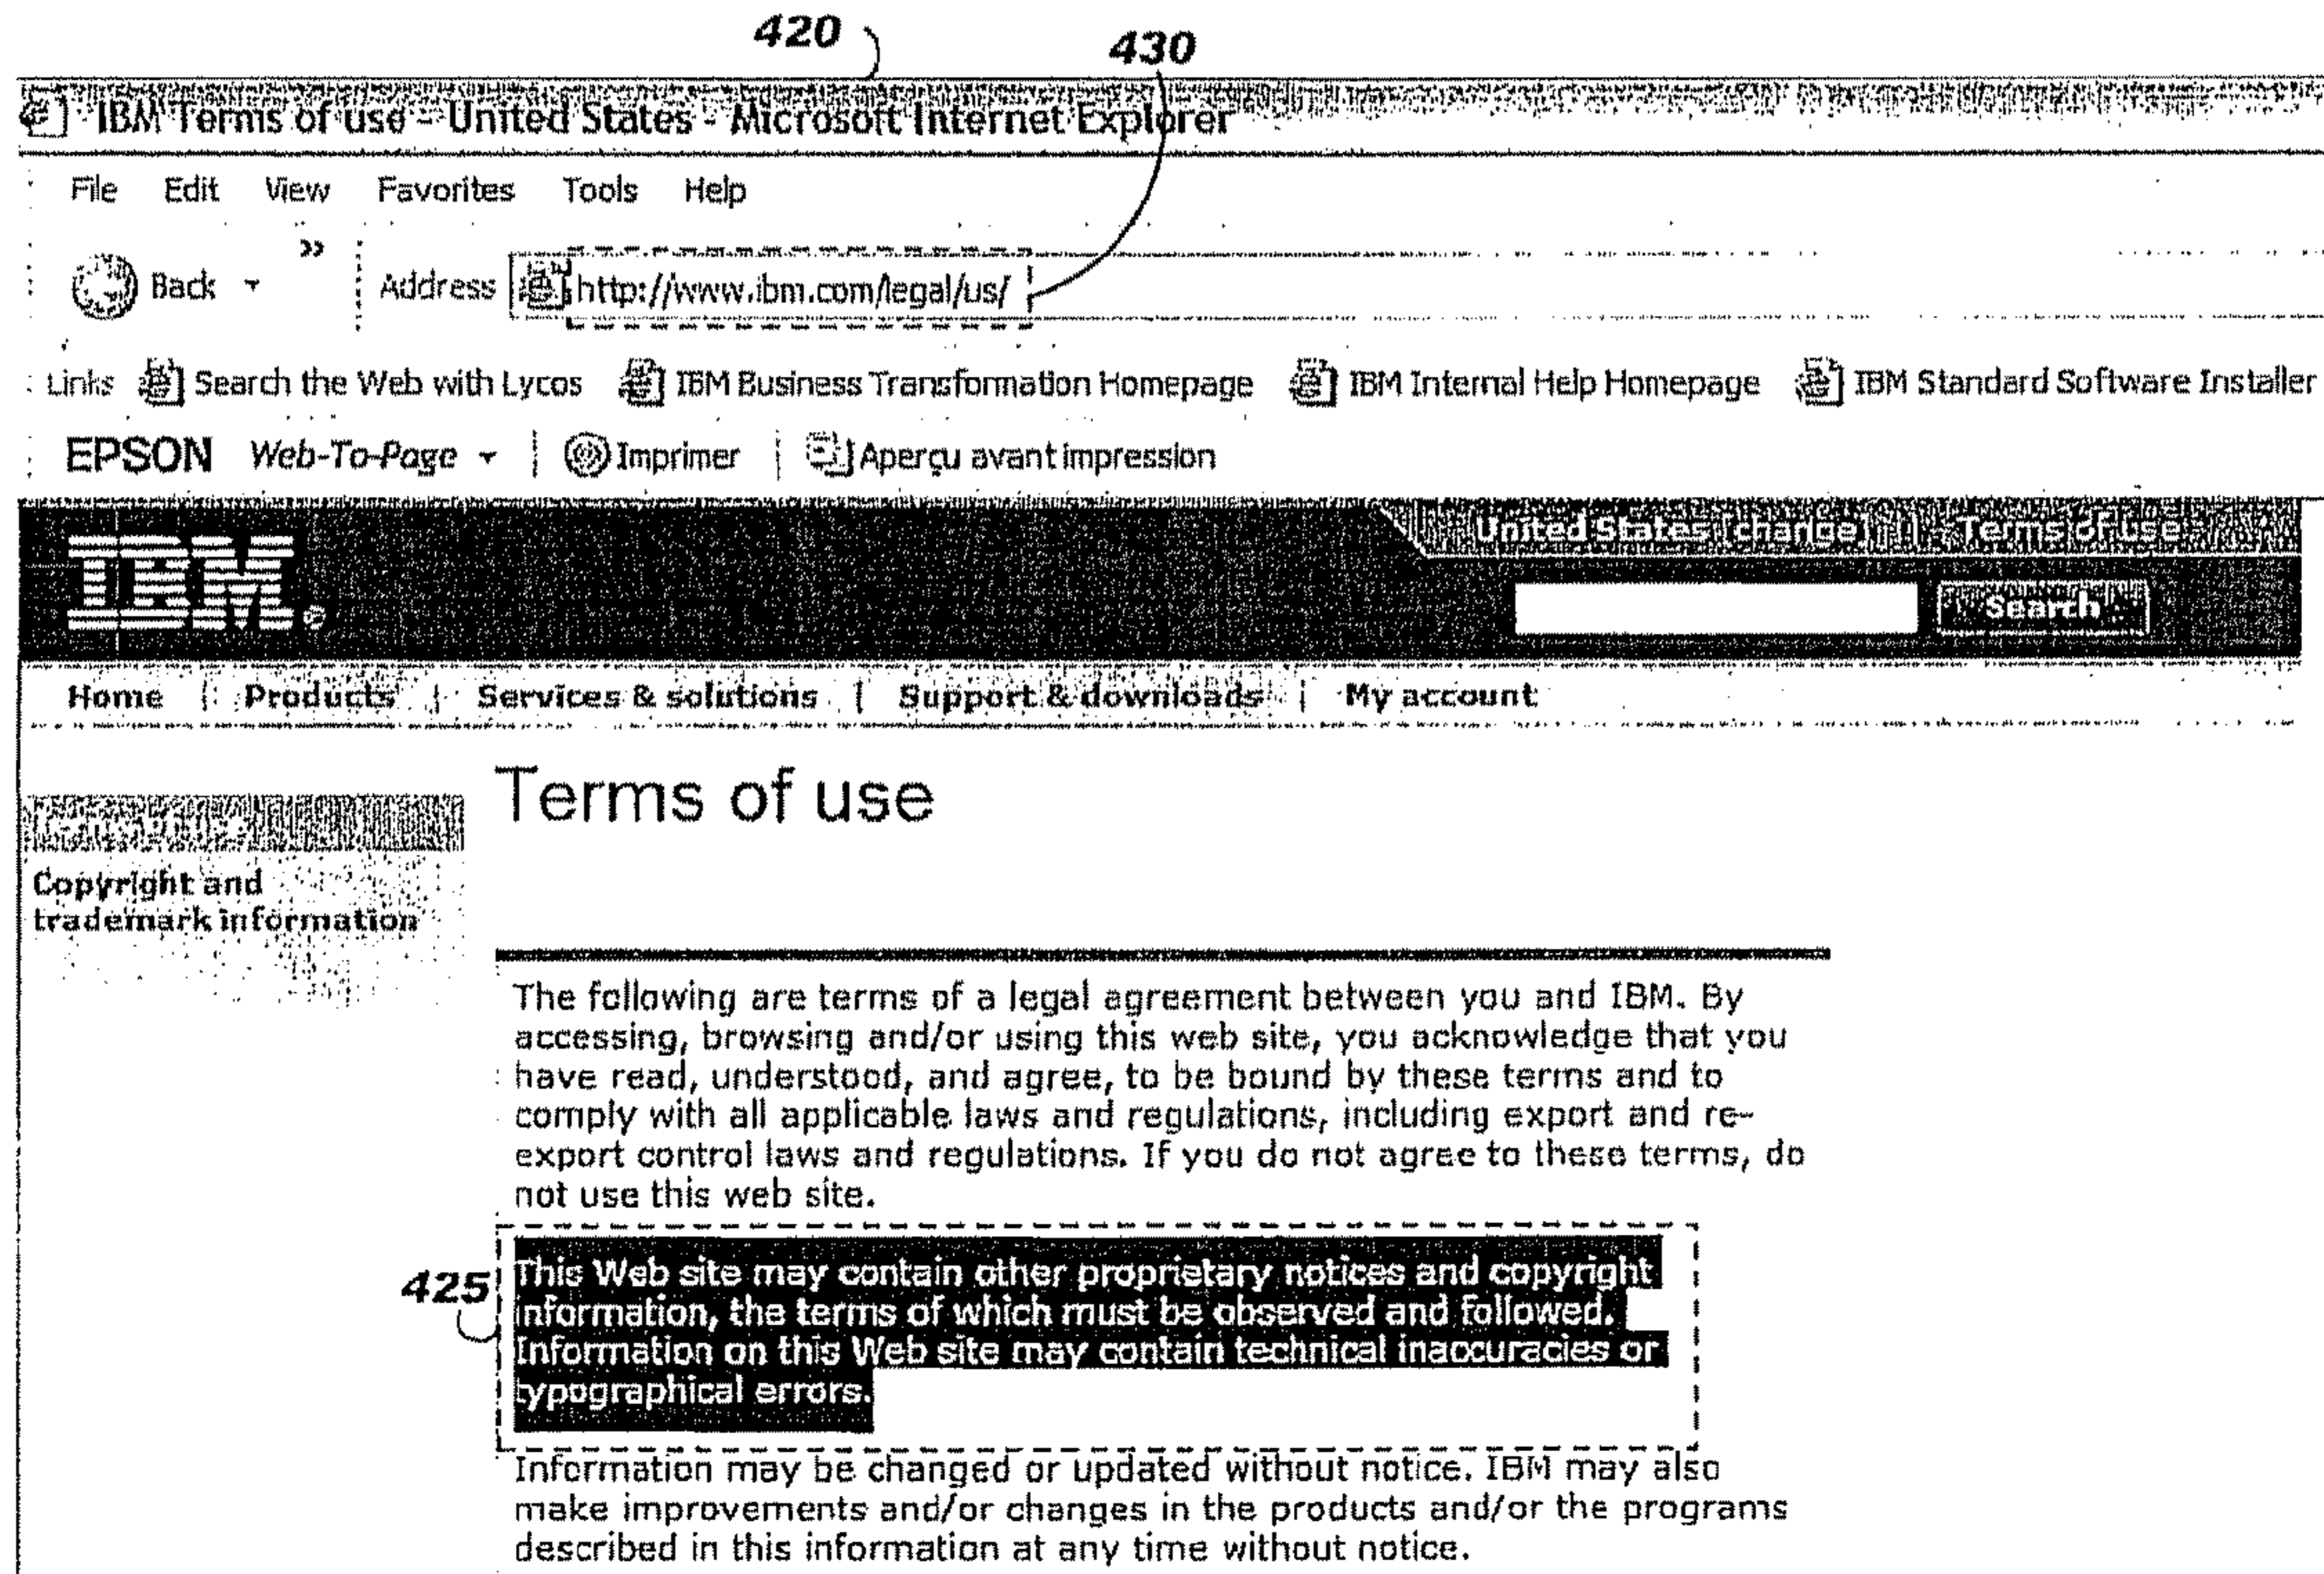 420
430
IBM Terms of use - United States - Microsoft Internet Explorer
File Edit View Favorites Tools Help
Back » Address http://www.ibm.com/legal/us/
Links Search the Web with Lycos IBM Business Transformation Homepage IBM Internal Help Homepage IBM Standard Software Installer
EPSON Web-To-Page Imprimer Aperçu avant impression
United States [change] | Terms of use
IBM®
Search
Home | Products | Services & solutions | Support & downloads | My account
Terms of use
Copyright and
trademark information
The following are terms of a legal agreement between you and IBM. By
accessing, browsing and/or using this web site, you acknowledge that you
have read, understood, and agree, to be bound by these terms and to
comply with all applicable laws and regulations, including export and re-
export control laws and regulations. If you do not agree to these terms, do
not use this web site.
425
This Web site may contain other proprietary notices and copyright
information, the terms of which must be observed and followed.
Information on this Web site may contain technical inaccuracies or
typographical errors.
Information may be changed or updated without notice. IBM may also
make improvements and/or changes in the products and/or the programs
described in this information at any time without notice.